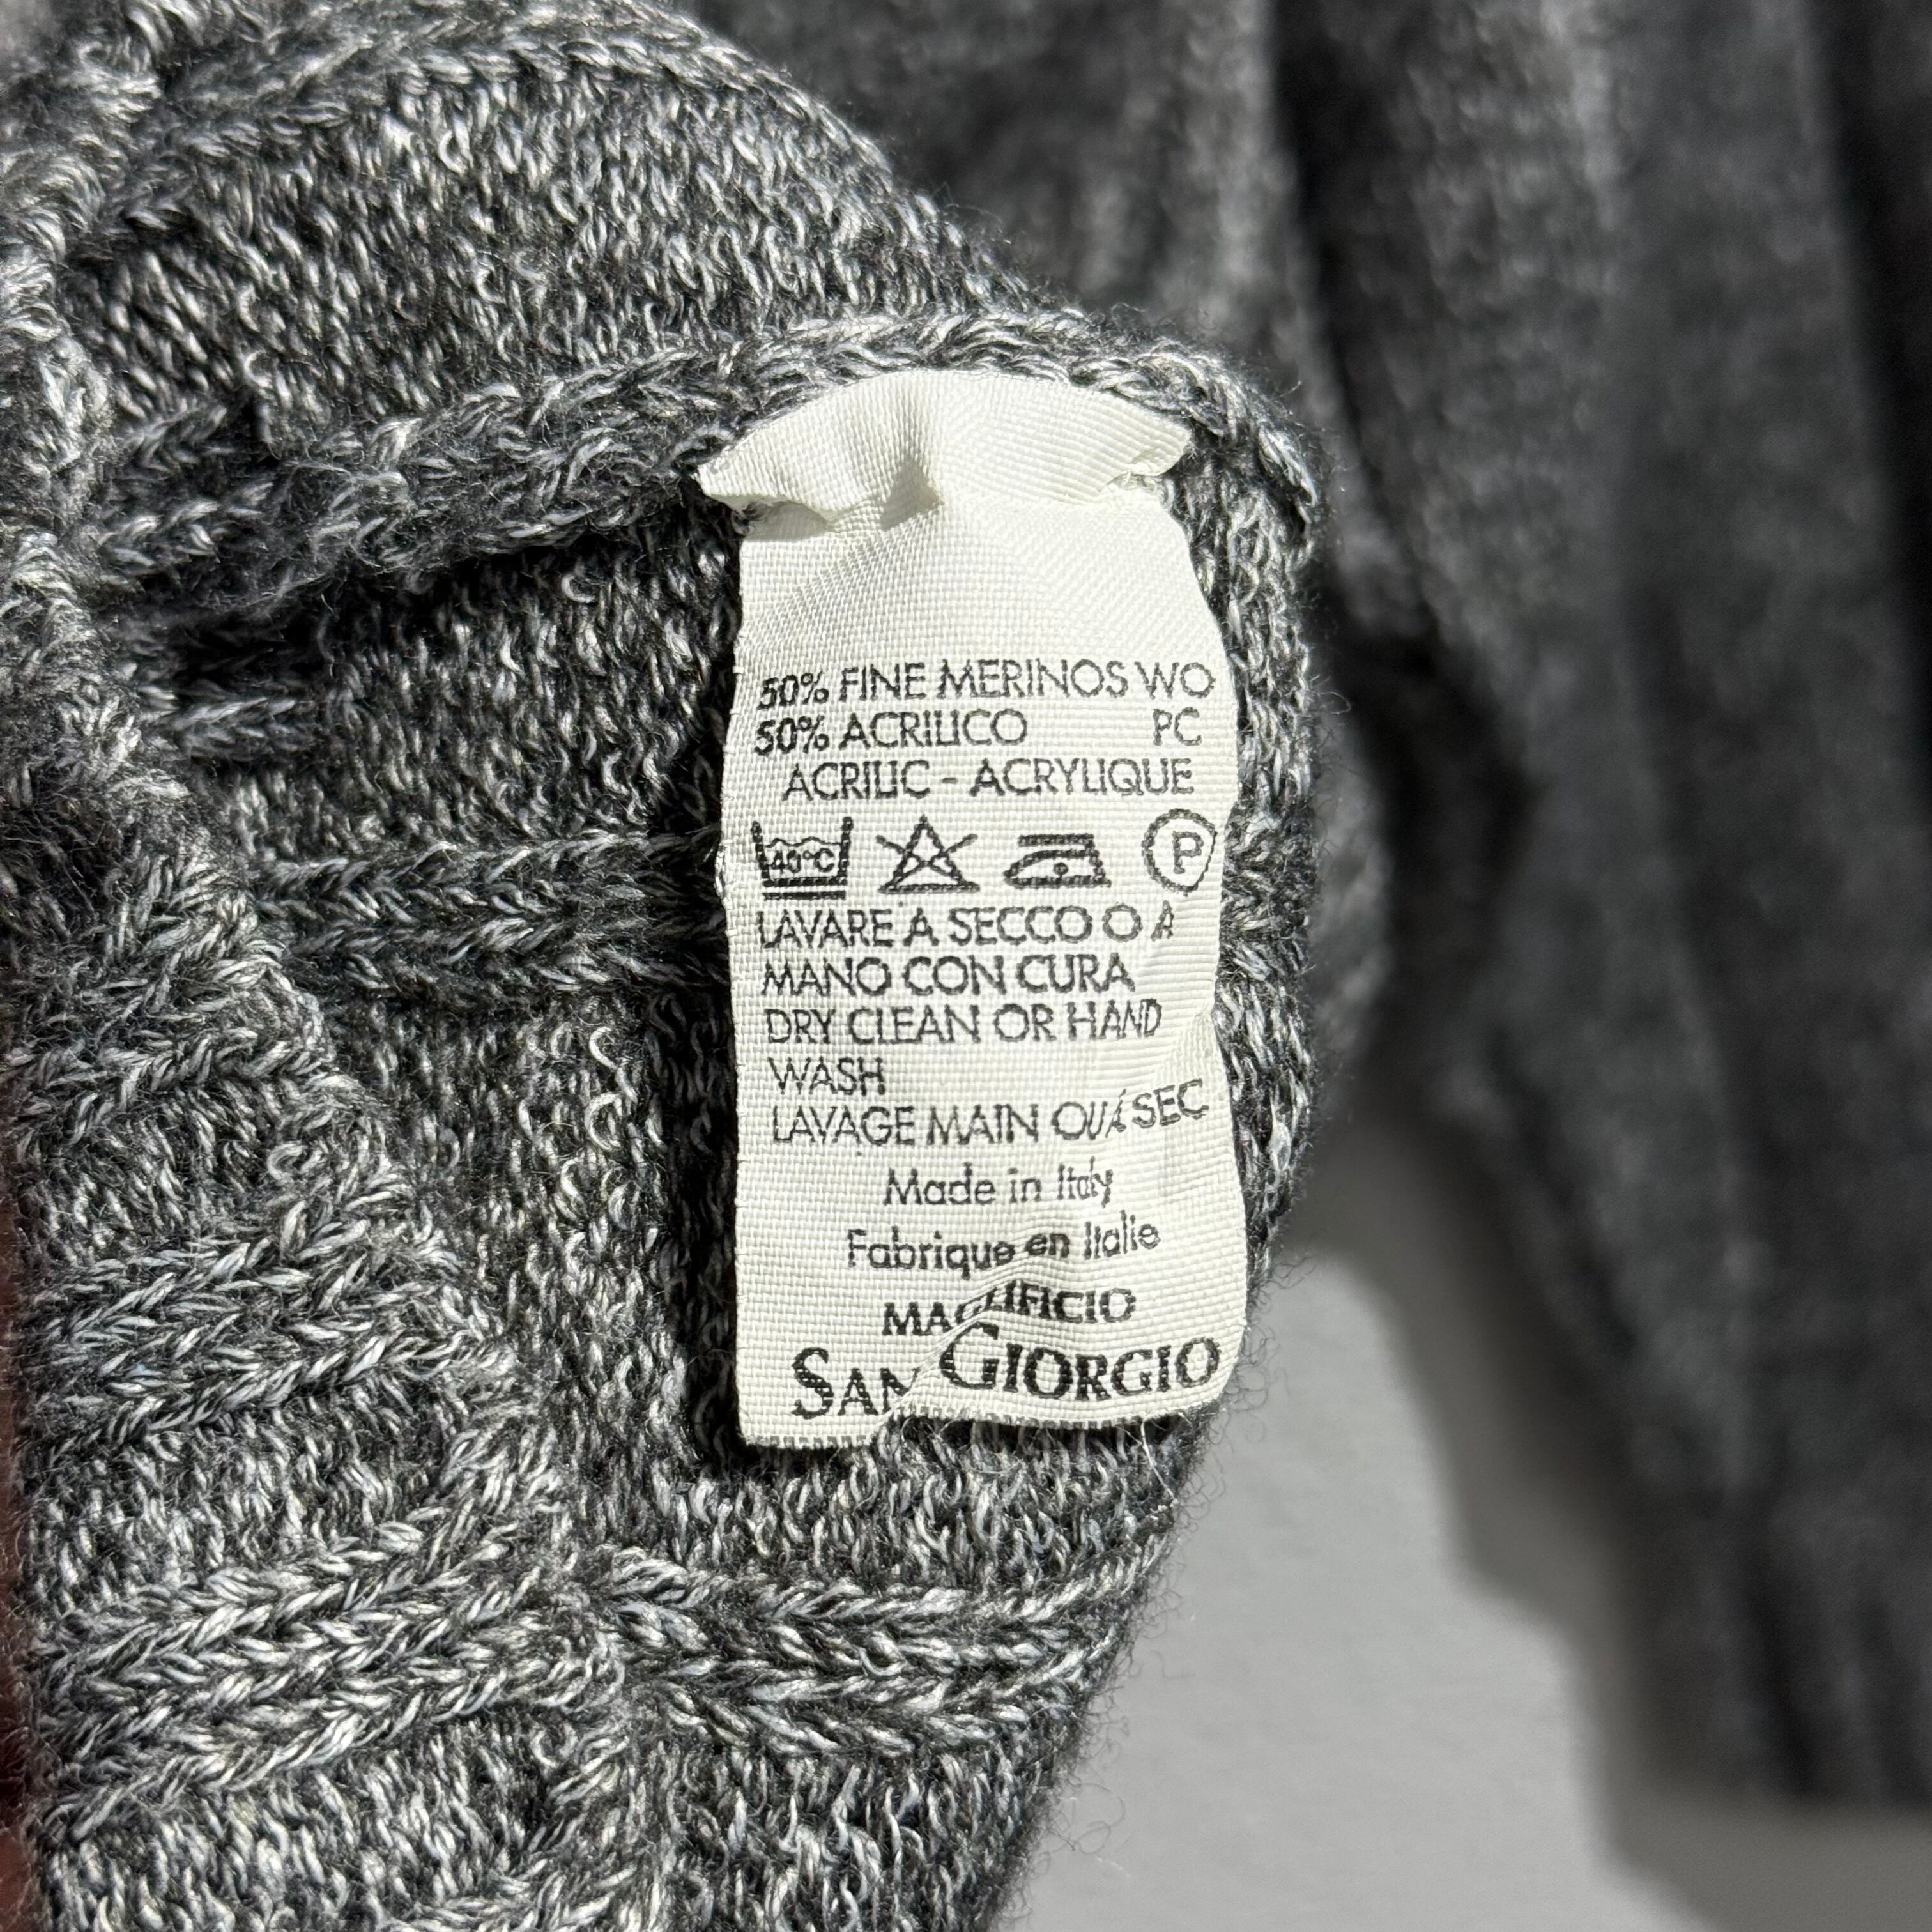 50% FINE MERINOS WO
50% ACRILICO PC
ACRILIC - ACRYLIQUE
40°C P
LAVARE A SECCO O A
MANO CON CURA
DRY CLEAN OR HAND
WASH
LAVAGE MAIN OU Á SEC
Made in Italy
Fabrique en Italie
MAGLIFICIO
SAN GIORGIO